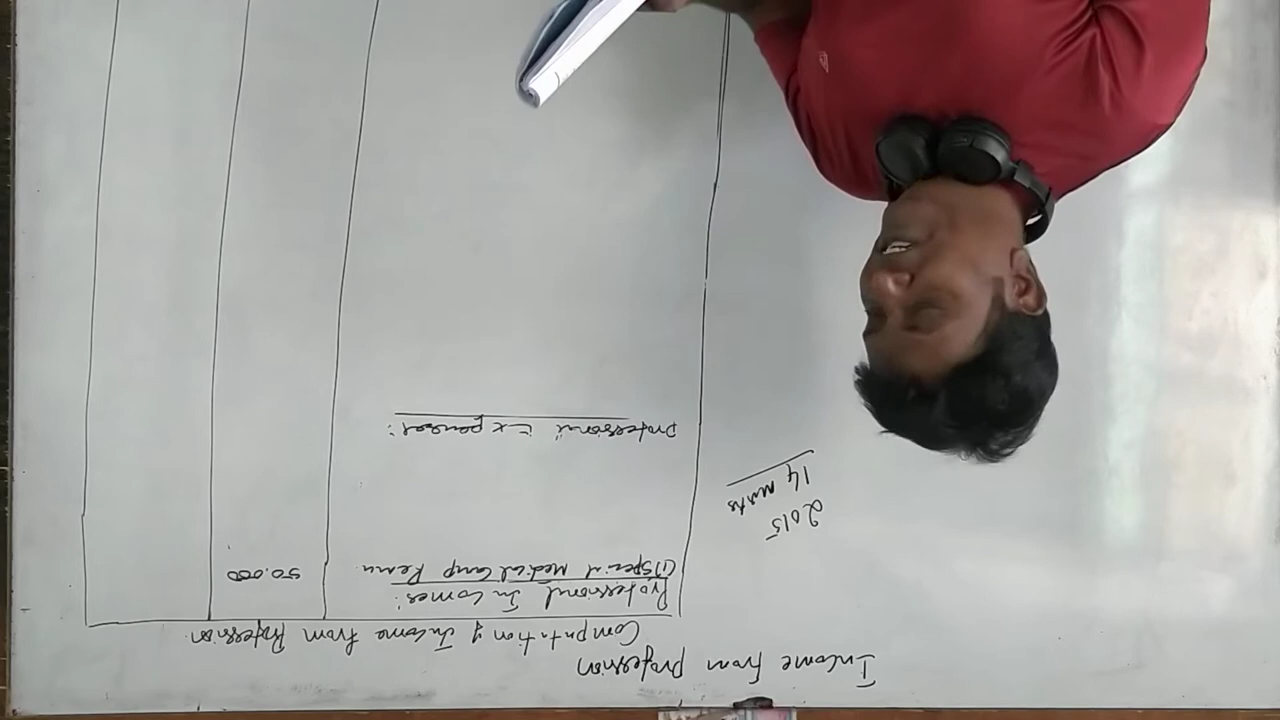 Income from profession
Computation of Income from Profession
Professional Incomes:
(1) Special Medical Camp Remu. 50,000
2015
14 marks
Professional Expenses: